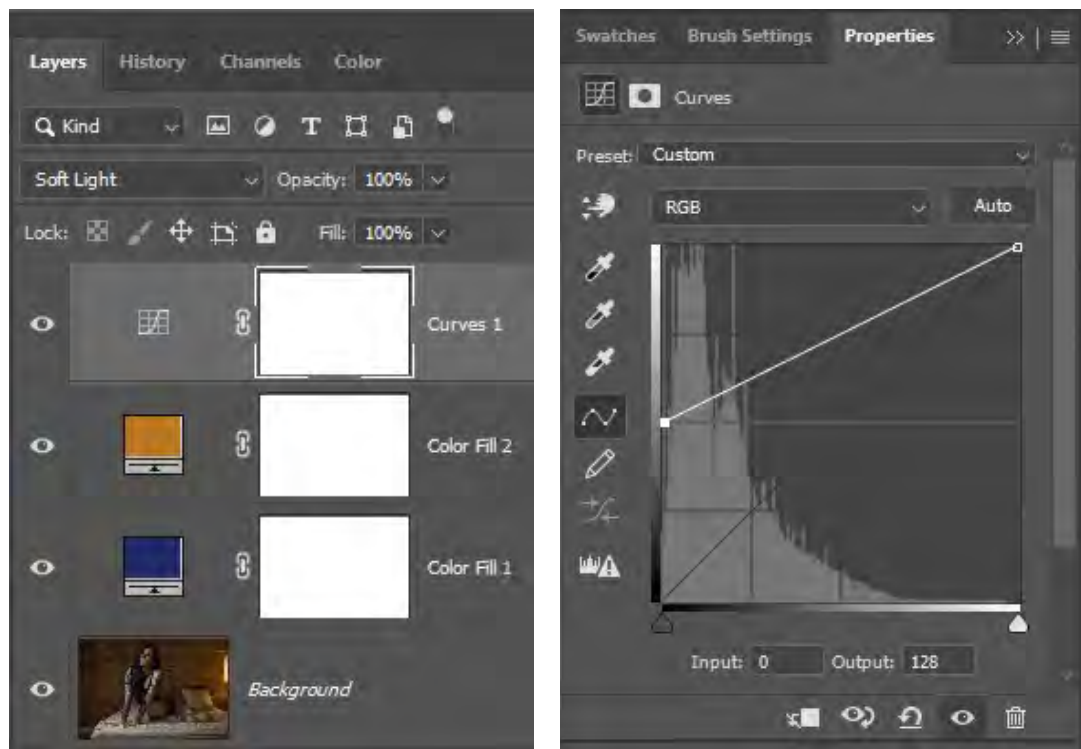 Layers History Channels Color
Kind
Soft Light Opacity: 100%
Lock: Fill: 100%
Curves 1
Color Fill 2
Color Fill 1
Background
Swatches Brush Settings Properties
Curves
Preset: Custom
RGB Auto
Input: 0 Output: 128